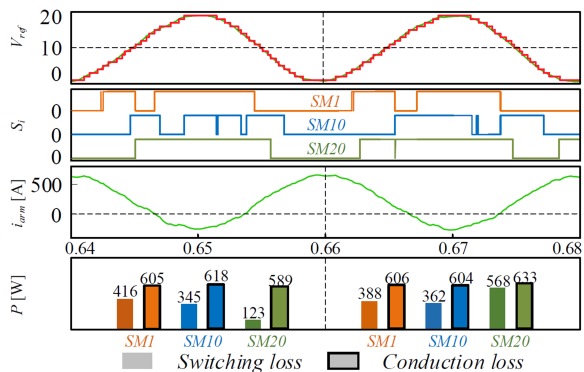 20
V_ref 10
0
0 SM1
S_i 0 SM10
0 SM20
500
i_arm [A] 0
0.64 0.65 0.66 0.67 0.68
P [W]
416 605 345 618 123 589 388 606 362 604 568 633
SM1 SM10 SM20 SM1 SM10 SM20
Switching loss Conduction loss